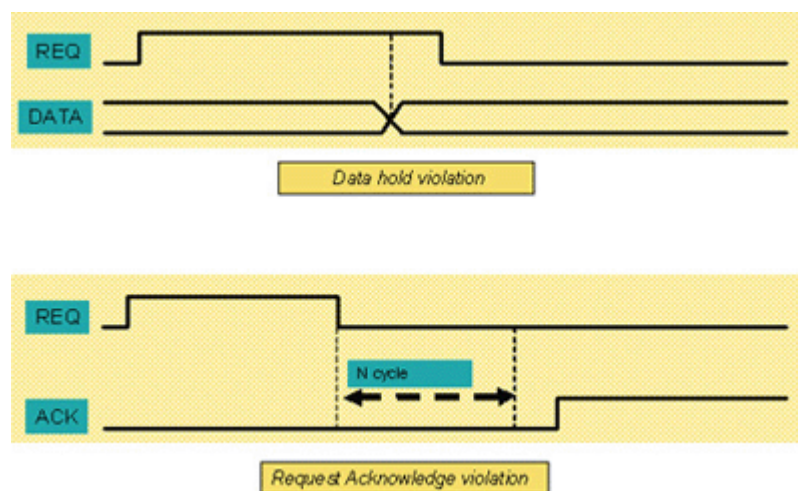 REQ
DATA
Data hold violation
REQ
N cycle
ACK
Request Acknowledge violation